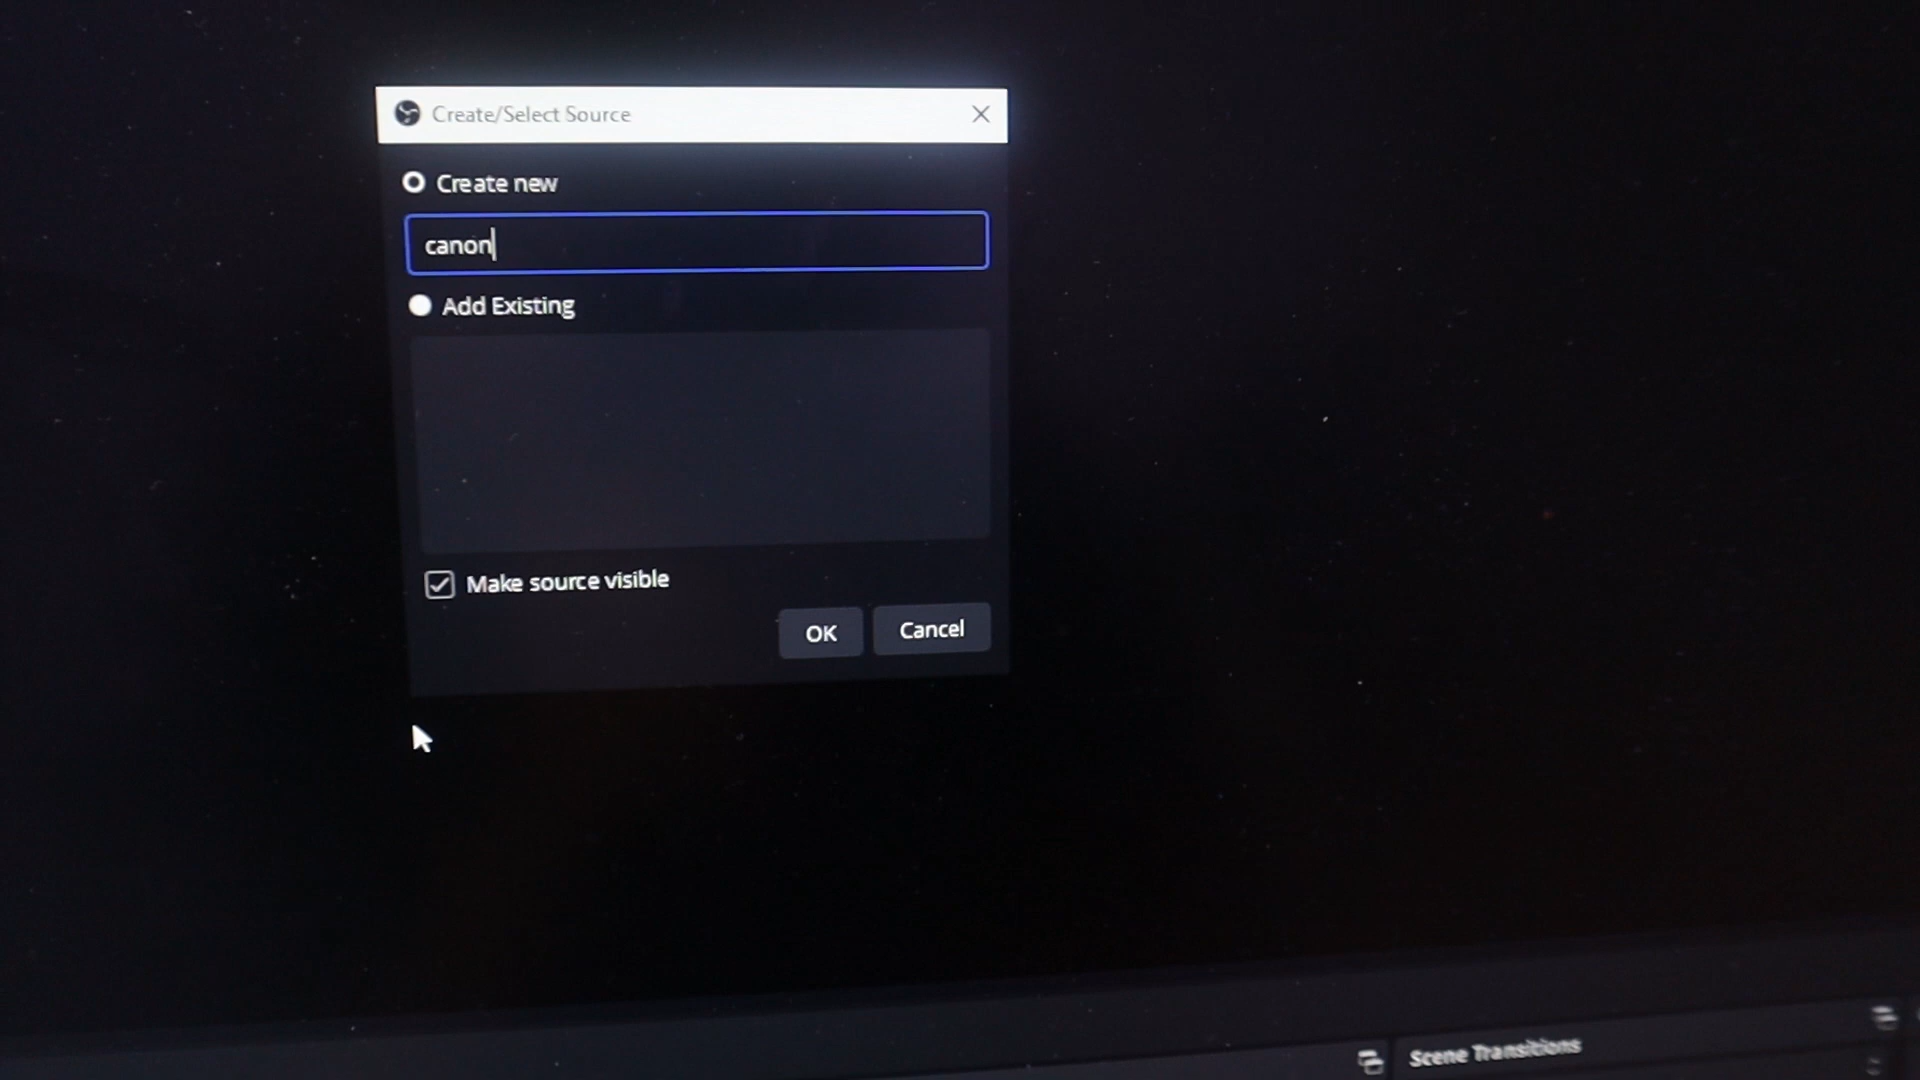 Create/Select Source
Create new
canon
Add Existing
Make source visible
OK
Cancel
Scene Transitions